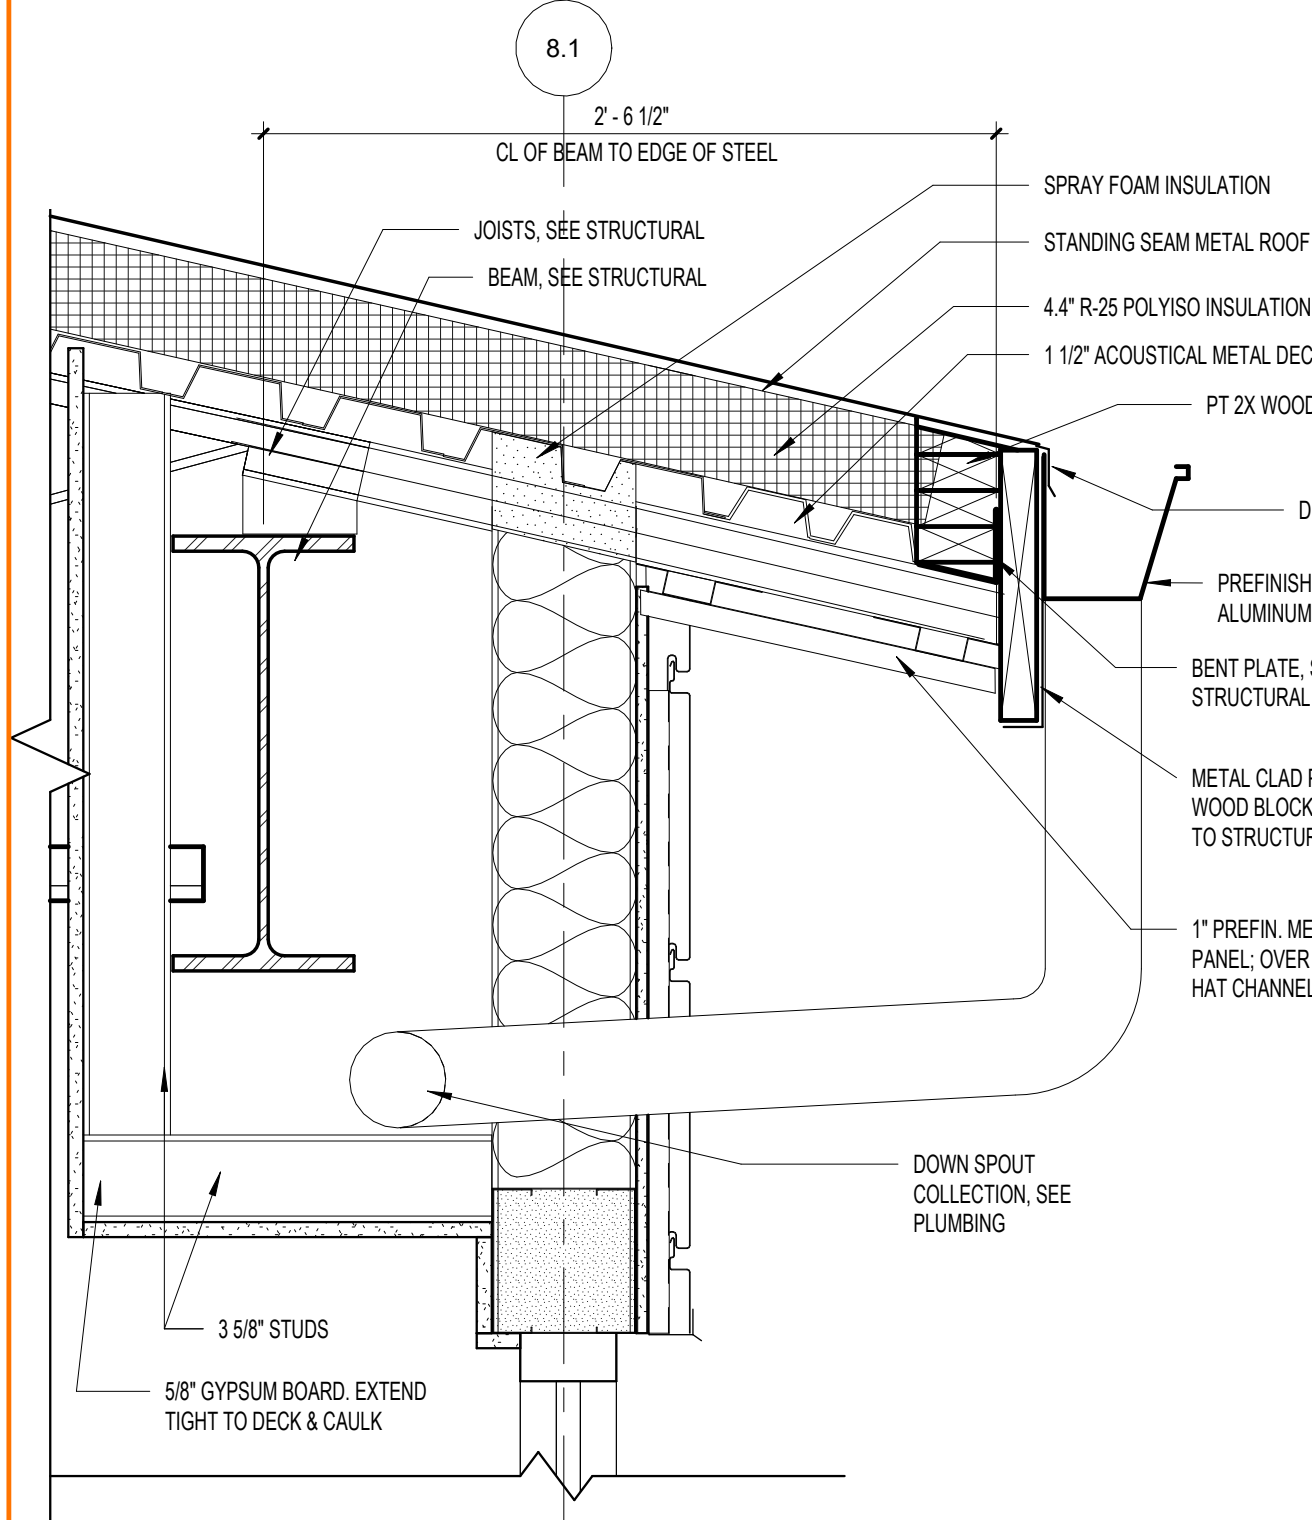 8.1
2' - 6 1/2"
CL OF BEAM TO EDGE OF STEEL
SPRAY FOAM INSULATION
JOISTS, SEE STRUCTURAL
STANDING SEAM METAL ROOF
BEAM, SEE STRUCTURAL
4.4" R-25 POLYISO INSULATION
1 1/2" ACOUSTICAL METAL
PT 2X WOOD
PREFINISH
ALUMINUM
BENT PLATE,
STRUCTURAL
METAL CLAD
WOOD BLOCK
TO
1" PREFIN.
PANEL; OVER
HAT CHANNEL
DOWN SPOUT
COLLECTION, SEE
PLUMBING
3 5/8" STUDS
5/8" GYPSUM BOARD. EXTEND
TIGHT TO DECK & CAULK